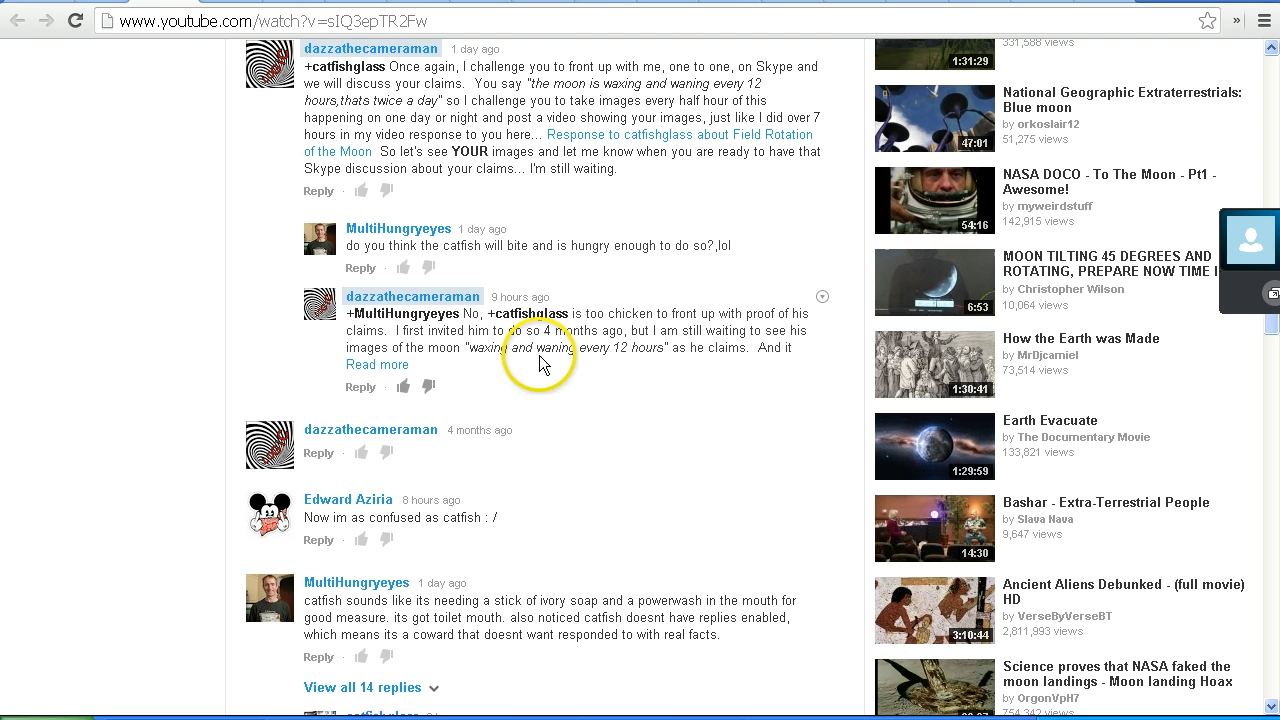 www.youtube.com/watch?v=sIQ3epTR2Fw
»
dazzathecameraman 1 day ago
+catfishglass Once again, I challenge you to front up with me, one to one, on Skype and
we will discuss your claims. You say "the moon is waxing and waning every 12
hours,thats twice a day" so I challenge you to take images every half hour of this
happening on one day or night and post a video showing your images, just like I did over 7
hours in my video response to you here... Response to catfishglass about Field Rotation
of the Moon So let's see YOUR images and let me know when you are ready to have that
Skype discussion about your claims... I'm still waiting.
Reply ·
MultiHungryeyes 1 day ago
do you think the catfish will bite and is hungry enough to do so?,lol
Reply ·
dazzathecameraman 9 hours ago
+MultiHungryeyes No, +catfishglass is too chicken to front up with proof of his
claims. I first invited him to do so 4 months ago, but I am still waiting to see his
images of the moon "waxing and waning every 12 hours" as he claims. And it
Read more
Reply ·
dazzathecameraman 4 months ago
Reply ·
Edward Aziria 8 hours ago
Now im as confused as catfish : /
Reply ·
MultiHungryeyes 1 day ago
catfish sounds like its needing a stick of ivory soap and a powerwash in the mouth for
good measure its got toilet mouth. also noticed catfish doesnt have replies enabled,
which means its a coward that doesnt want responded to with real facts.
Reply ·
View all 14 replies
catfishglass
331,588 views
1:31:29
National Geographic Extraterrestrials:
Blue moon
by orkoslair12
51,275 views
47:01
NASA DOCO - To The Moon - Pt1 -
Awesome!
by myweirdstuff
142,915 views
54:16
MOON TILTING 45 DEGREES AND
ROTATING, PREPARE NOW TIME I
by Christopher Wilson
10,064 views
6:53
How the Earth was Made
by MrDjcarniel
73,514 views
1:30:41
Earth Evacuate
by The Documentary Movie
133,821 views
1:29:59
Bashar - Extra-Terrestrial People
by Slava Nava
9,647 views
14:30
Ancient Aliens Debunked - (full movie)
HD
by VerseByVerseBT
2,811,993 views
3:10:44
Science proves that NASA faked the
moon landings - Moon landing Hoax
by OrgonVpH7
754,342 views